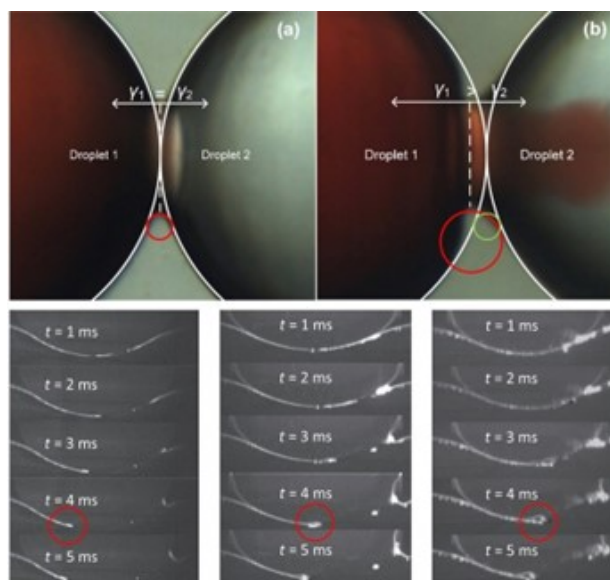 (a)
γ₁ = γ₂
Droplet 1
Droplet 2
(b)
γ₁ > γ₂
Droplet 1
Droplet 2
t = 1 ms
t = 2 ms
t = 3 ms
t = 4 ms
t = 5 ms
t = 1 ms
t = 2 ms
t = 3 ms
t = 4 ms
t = 5 ms
t = 1 ms
t = 2 ms
t = 3 ms
t = 4 ms
t = 5 ms